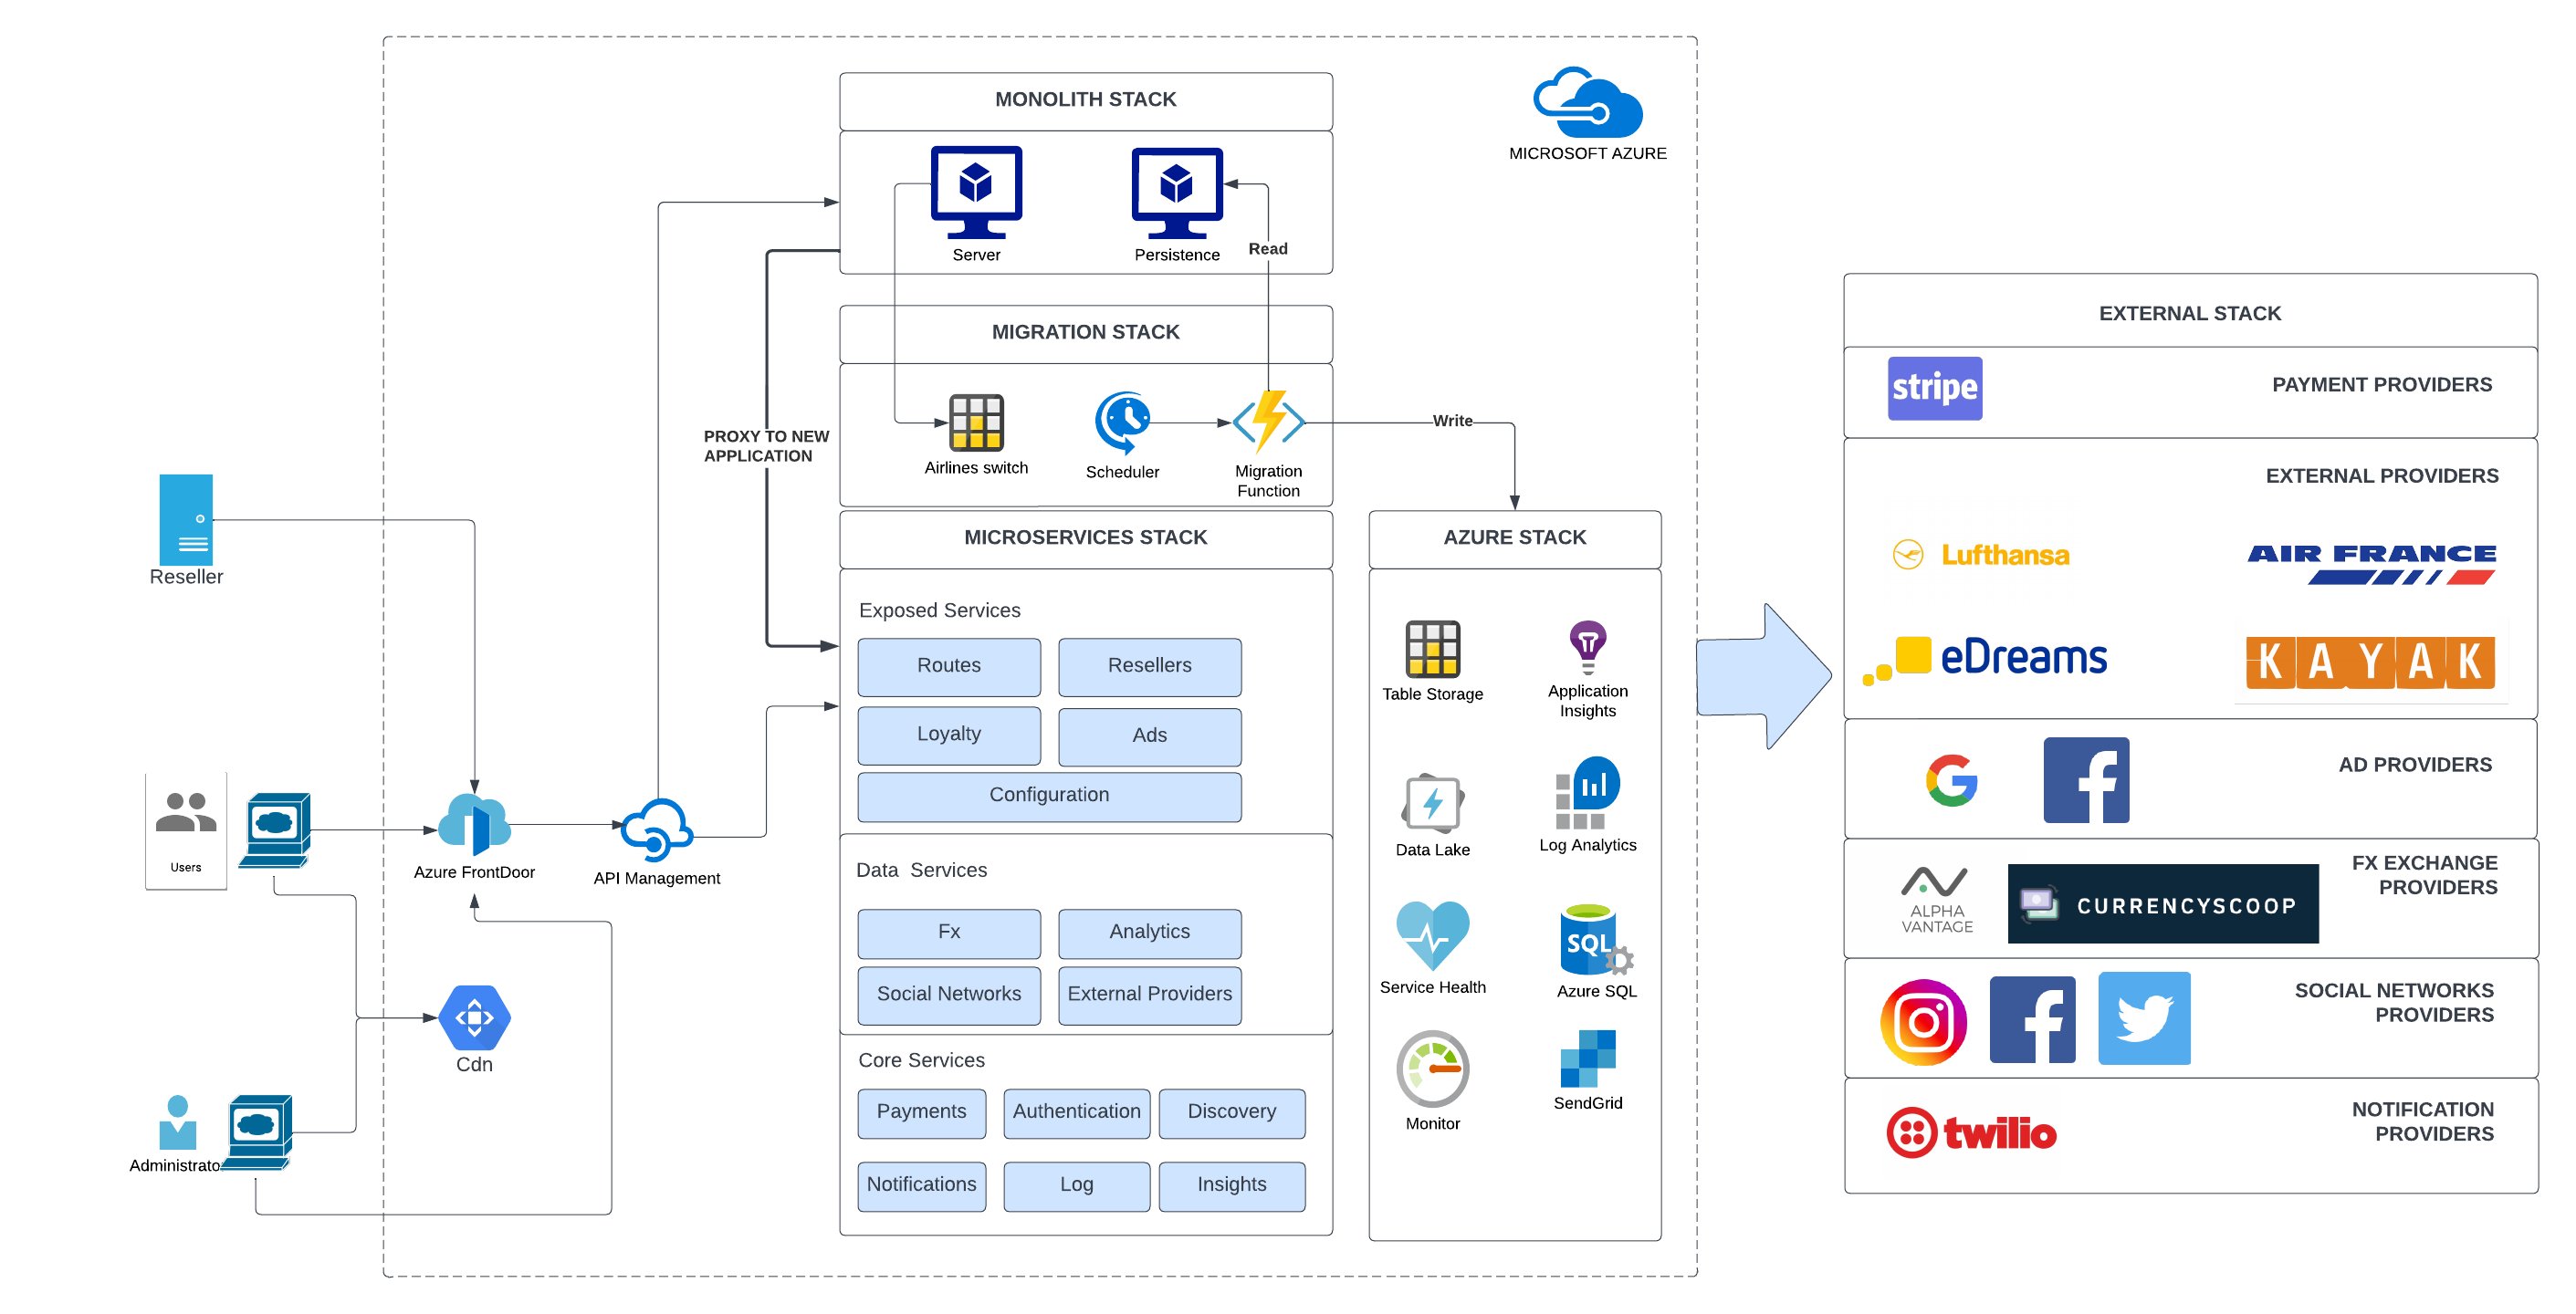 MONOLITH STACK
MICROSOFT AZURE
Server
Persistence
Read
MIGRATION STACK
PROXY TO NEW
APPLICATION
Airlines switch
Scheduler
Migration
Function
Write
Reseller
Users
Administrato
Azure FrontDoor
API Management
Cdn
MICROSERVICES STACK
Exposed Services
Routes
Resellers
Loyalty
Ads
Configuration
Data  Services
Fx
Analytics
Social Networks
External Providers
Core Services
Payments
Authentication
Discovery
Notifications
Log
Insights
AZURE STACK
Table Storage
Application
Insights
Data Lake
Log Analytics
Service Health
SQL
Azure SQL
Monitor
SendGrid
EXTERNAL STACK
stripe
PAYMENT PROVIDERS
EXTERNAL PROVIDERS
Lufthansa
AIR FRANCE
eDreams
KAYAK
AD PROVIDERS
FX EXCHANGE
PROVIDERS
ALPHA
VANTAGE
CURRENCYSCOOP
SOCIAL NETWORKS
PROVIDERS
NOTIFICATION
PROVIDERS
twilio